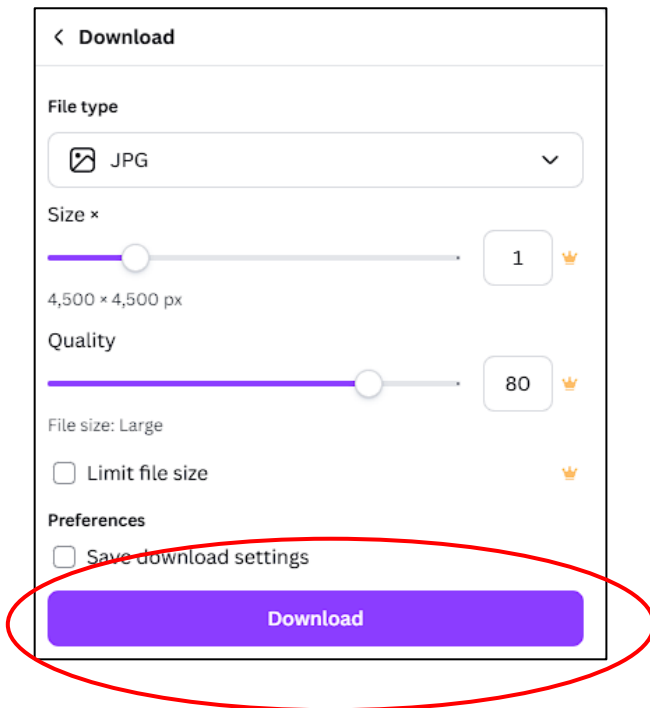 Download
File type
JPG
Size ×
1
4,500 × 4,500 px
Quality
80
File size: Large
Limit file size
Preferences
Save download settings
Download